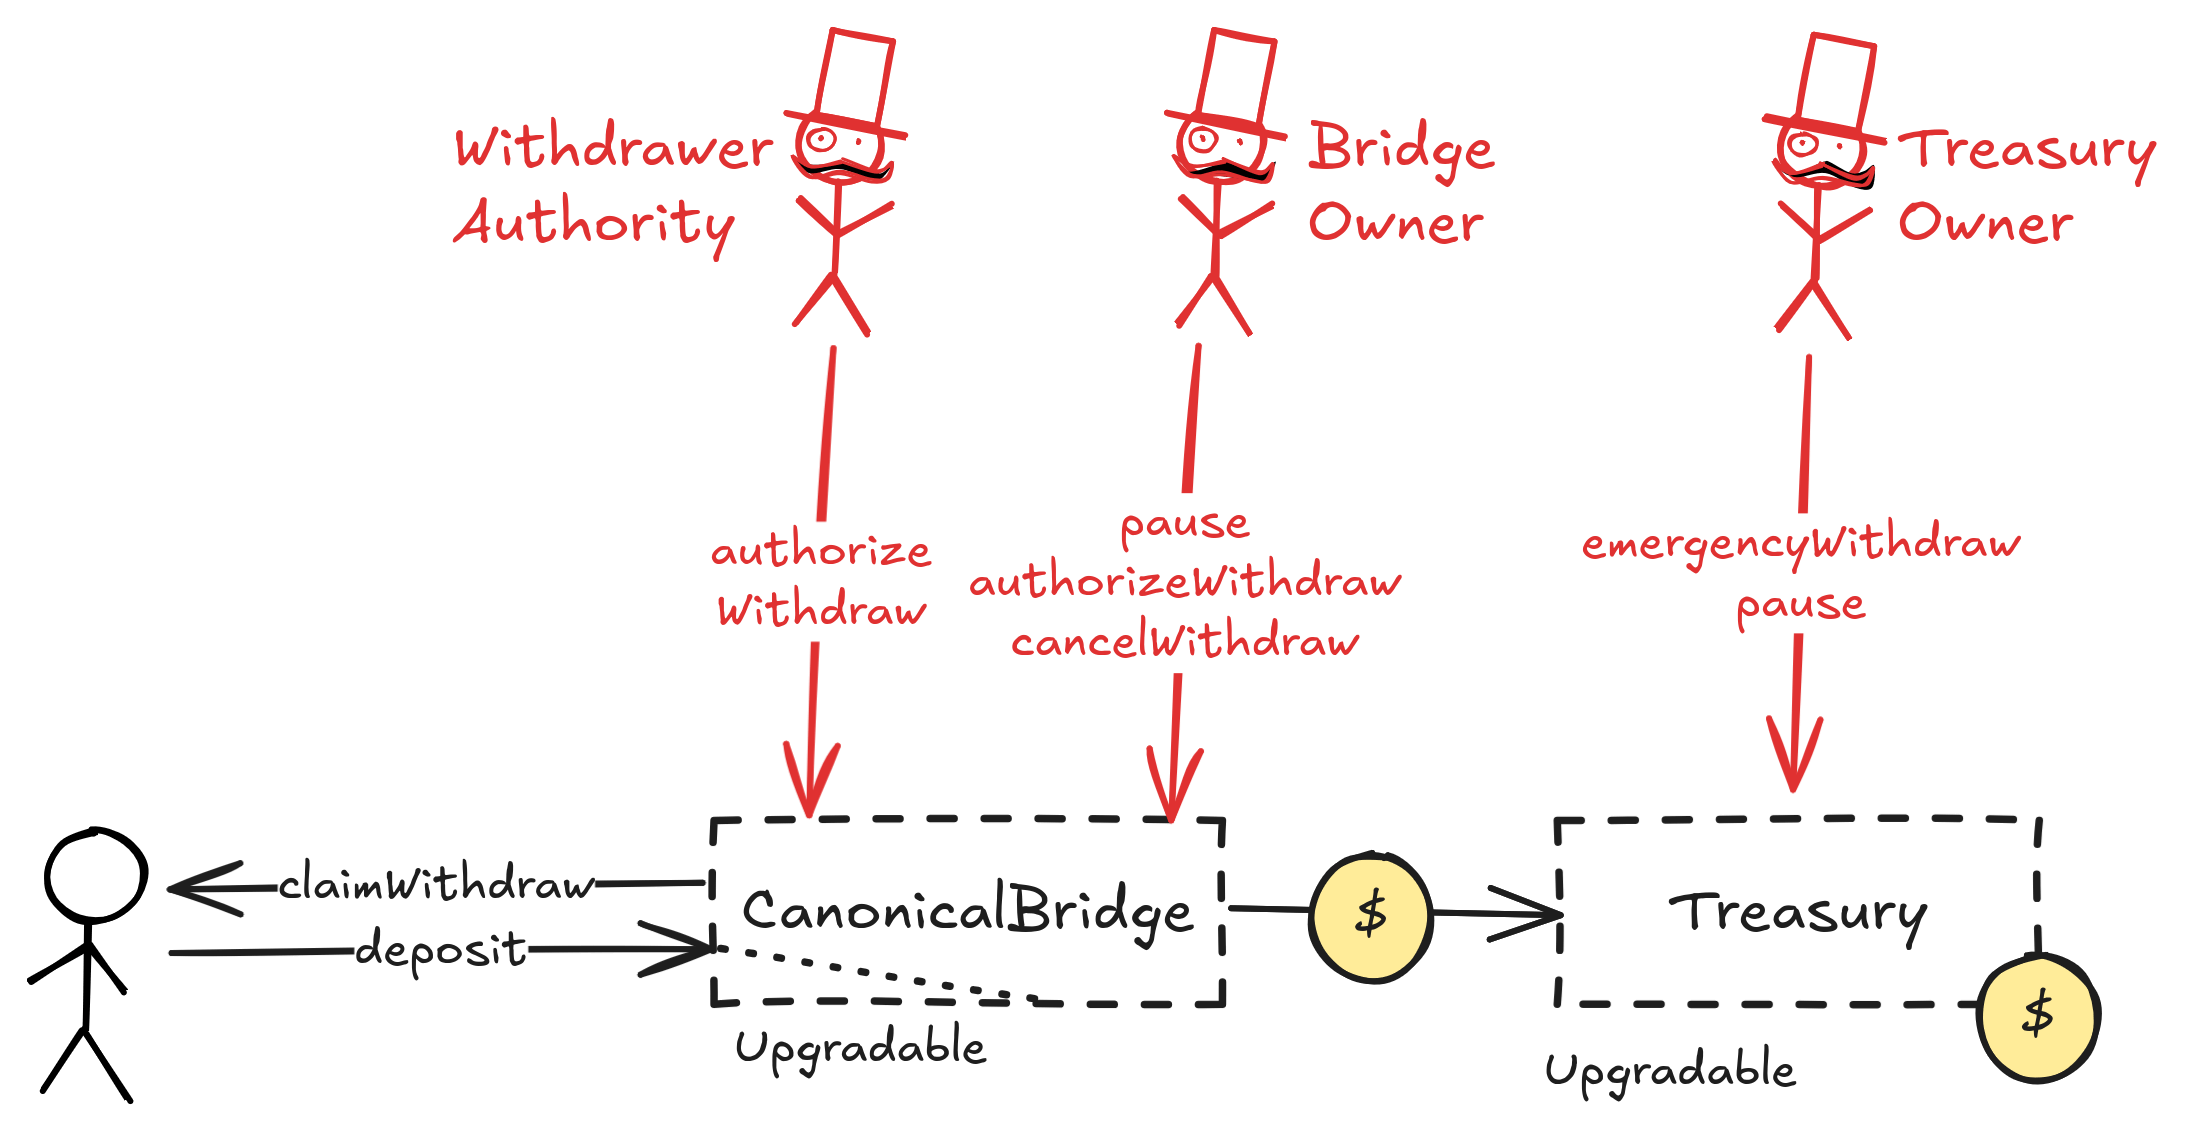 Withdrawer
Authority
Bridge
Owner
Treasury
Owner
authorize
Withdraw
pause
authorizeWithdraw
cancelWithdraw
emergencyWithdraw
pause
claimWithdraw
deposit
CanonicalBridge
$
Treasury
$
Upgradable
Upgradable